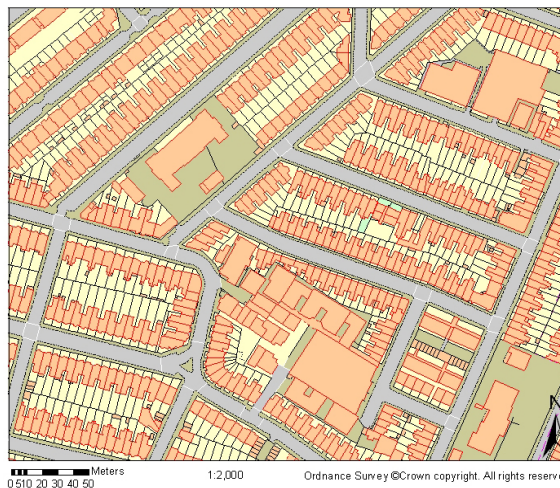 N
Meters
0 5 10 20 30 40 50
1:2,000
Ordnance Survey ©Crown copyright. All rights reserve